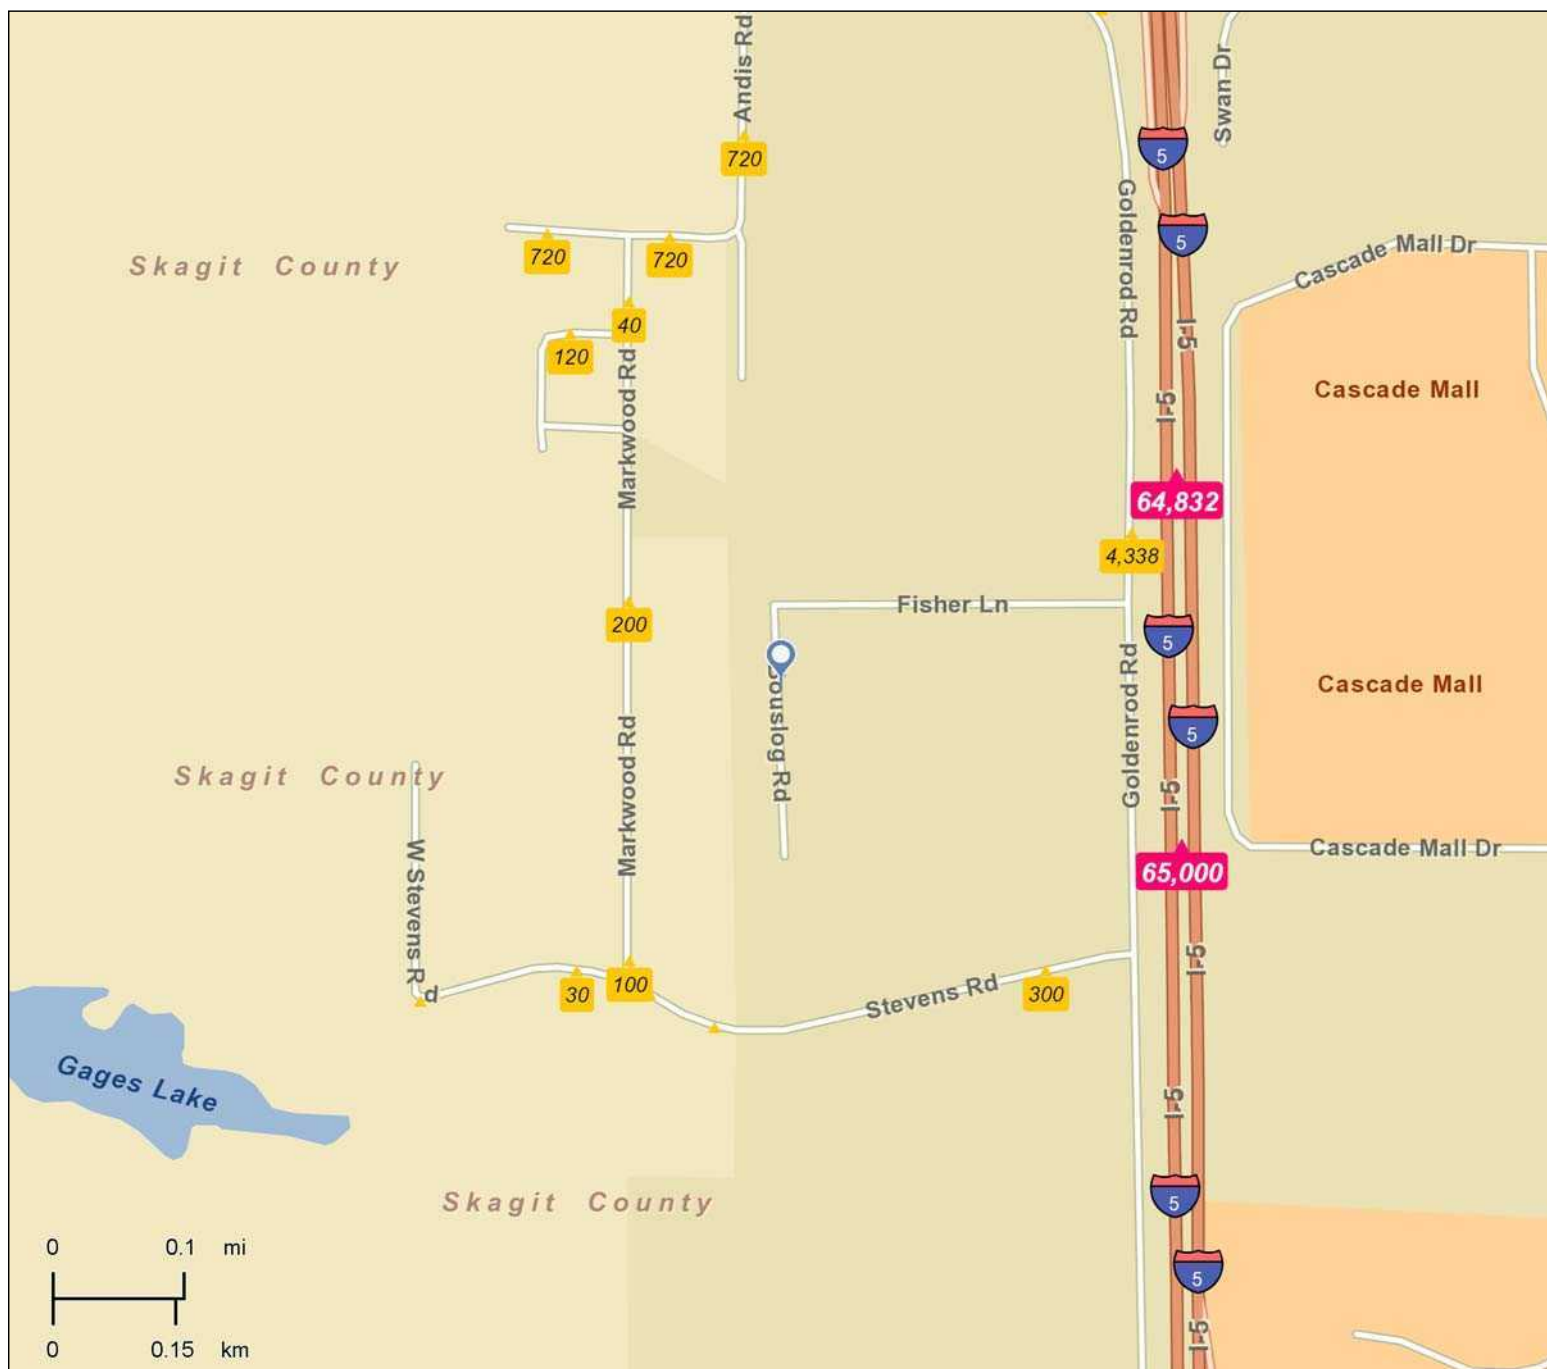 Andis Rd
Swan Dr
5
720
Goldenrod Rd
5
Cascade Mall Dr
720
720
Skagit County
40
I-5
120
Markwood Rd
Cascade Mall
I-5
64,832
4,338
Fisher Ln
200
5
Cascade Mall
Goldenrod Rd
5
Bouslog Rd
Markwood Rd
Skagit County
I-5
Cascade Mall Dr
65,000
W Stevens Rd
I-5
30
100
Stevens Rd
300
Gages Lake
I-5
5
Skagit County
0 0.1 mi
5
I-5
0 0.15 km